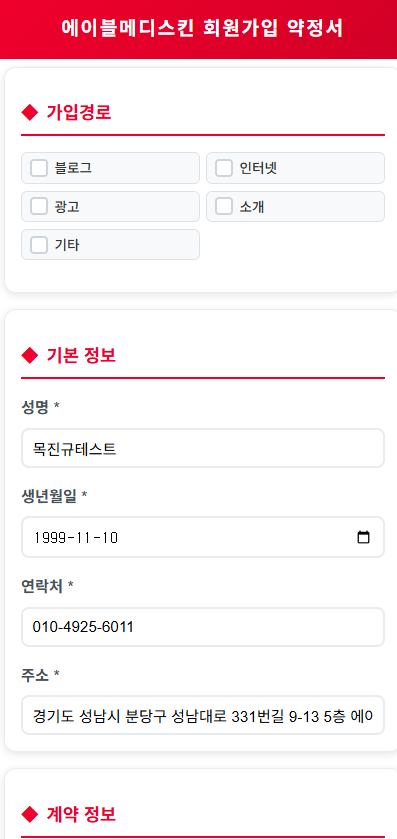 에이블메디스킨 회원가입 약정서
◆ 가입경로
블로그
인터넷
광고
소개
기타
◆ 기본 정보
성명 *
목진규테스트
생년월일 *
1999-11-10
연락처 *
010-4925-6011
주소 *
경기도 성남시 분당구 성남대로 331번길 9-13 5층 에이
◆ 계약 정보